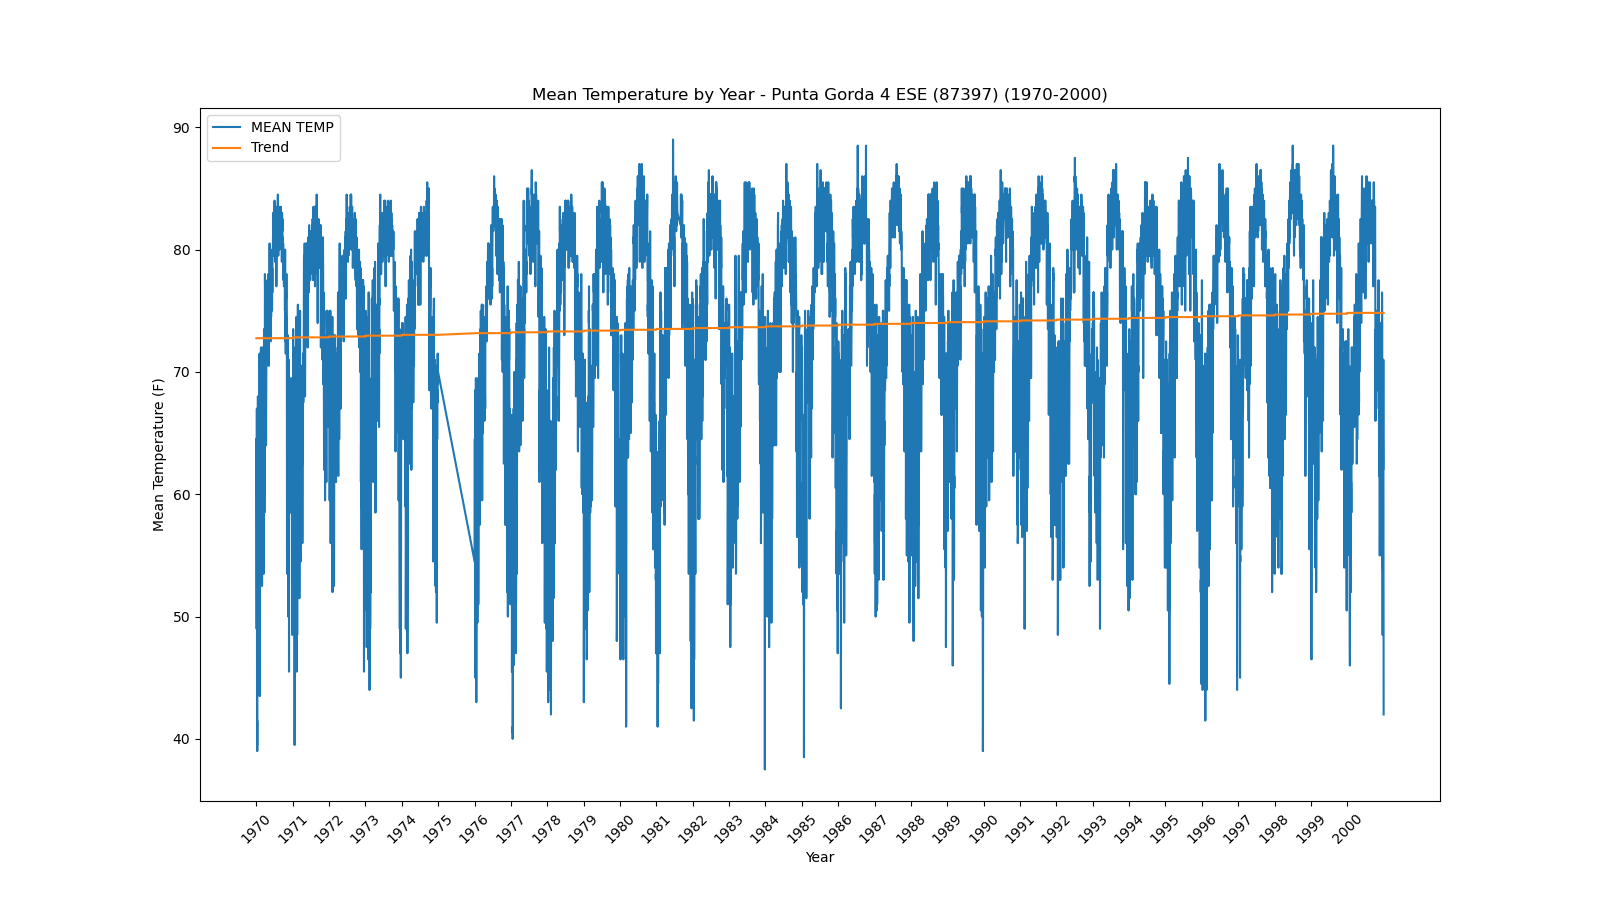 Mean Temperature by Year - Punta Gorda 4 ESE (87397) (1970-2000)
MEAN TEMP
Trend
90
80
70
60
50
40
Mean Temperature (F)
1970 1971 1972 1973 1974 1975 1976 1977 1978 1979 1980 1981 1982 1983 1984 1985 1986 1987 1988 1989 1990 1991 1992 1993 1994 1995 1996 1997 1998 1999 2000
Year